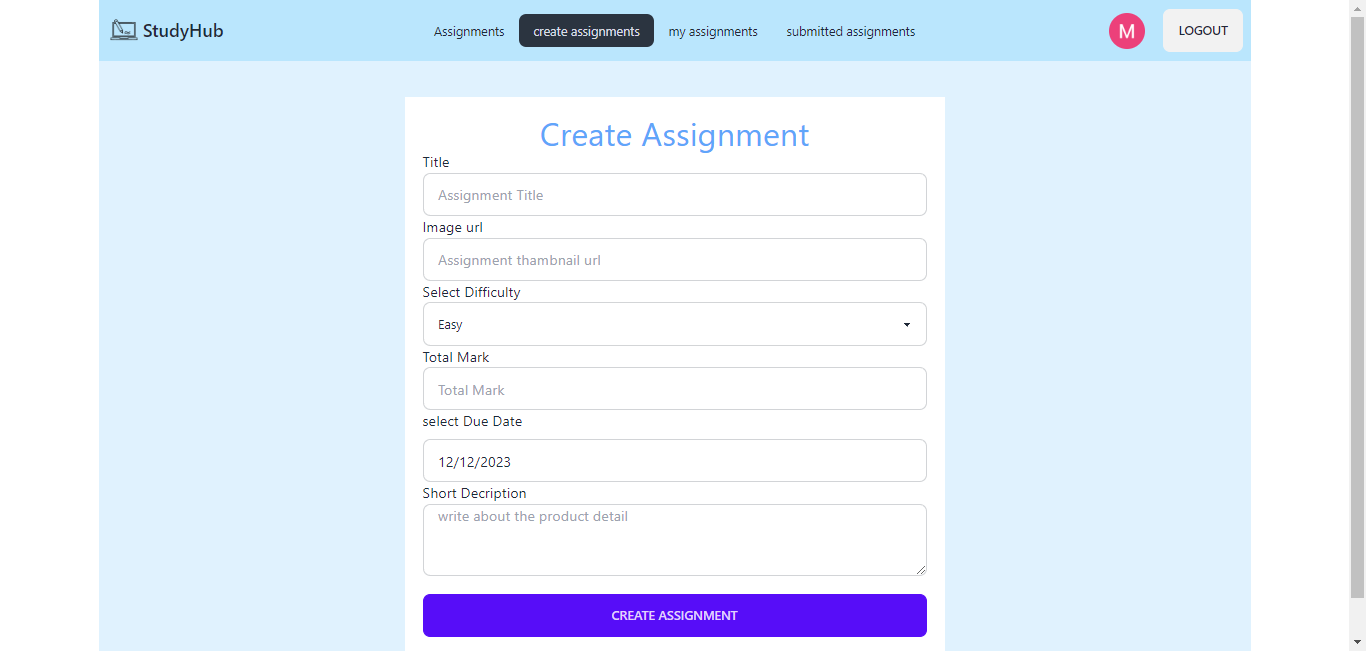 StudyHub
Assignments create assignments my assignments submitted assignments
M
LOGOUT
Create Assignment
Title
Assignment Title
Image url
Assignment thambnail url
Select Difficulty
Easy
Total Mark
Total Mark
select Due Date
12/12/2023
Short Decription
write about the product detail
CREATE ASSIGNMENT